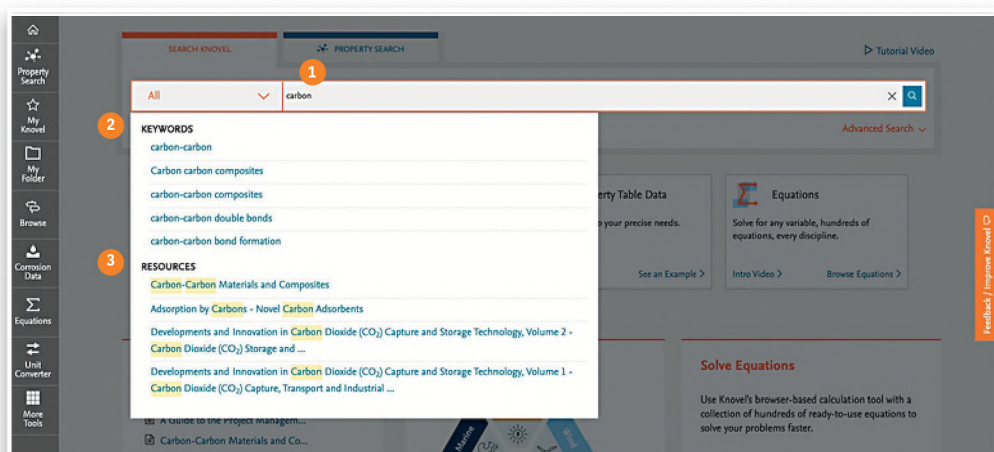 SEARCH KNOVEL
PROPERTY SEARCH
Tutorial Video
1
All
carbon
Advanced Search
2
KEYWORDS
carbon-carbon
Carbon carbon composites
carbon-carbon composites
carbon-carbon double bonds
carbon-carbon bond formation
3
RESOURCES
Carbon-Carbon Materials and Composites
Adsorption by Carbons - Novel Carbon Adsorbents
Developments and Innovation in Carbon Dioxide (CO₂) Capture and Storage Technology, Volume 2 -
Carbon Dioxide (CO₂) Storage and ...
Developments and Innovation in Carbon Dioxide (CO₂) Capture and Storage Technology, Volume 1 -
Carbon Dioxide (CO₂) Capture, Transport and Industrial ...
Property
Search
My
Knovel
My
Folder
Browse
Corrosion
Data
Equations
Unit
Converter
More
Tools
erty Table Data
your precise needs.
See an Example >
Equations
Solve for any variable, hundreds of
equations, every discipline.
Intro Video >
Browse Equations >
Feedback / Improve Knovel
A Guide to the Project Managem...
Carbon-Carbon Materials and Co...
Marine
Wind
Solve Equations
Use Knovel's browser-based calculation tool with a
collection of hundreds of ready-to-use equations to
solve your problems faster.